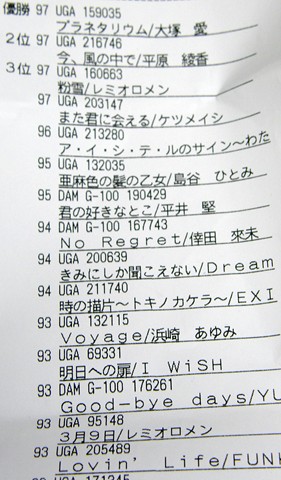 優勝 97 UGA 159035
プラネタリウム/大塚 愛
2位 97 UGA 216746
今、風の中で/平原 綾香
3位 97 UGA 160663
粉雪/レミオロメン
97 UGA 203147
また君に会える/ケツメイシ
96 UGA 213280
ア・イ・シ・テ・ルのサイン～わた
95 UGA 132035
亜麻色の髪の乙女/島谷 ひとみ
95 DAM G-100 190429
君の好きなとこ/平井 堅
94 DAM G-100 167743
No Regret/倖田 來未
94 UGA 200639
きみにしか聞こえない/Dream
94 UGA 211740
時の描片～トキノカケラ～/EXI
93 UGA 132115
Voyage/浜崎 あゆみ
93 UGA 69331
明日への扉/I WiSH
93 DAM G-100 176261
Good-bye days/YU
93 UGA 95148
3月9日/レミオロメン
93 UGA 205489
Lovin' Life/FUNK